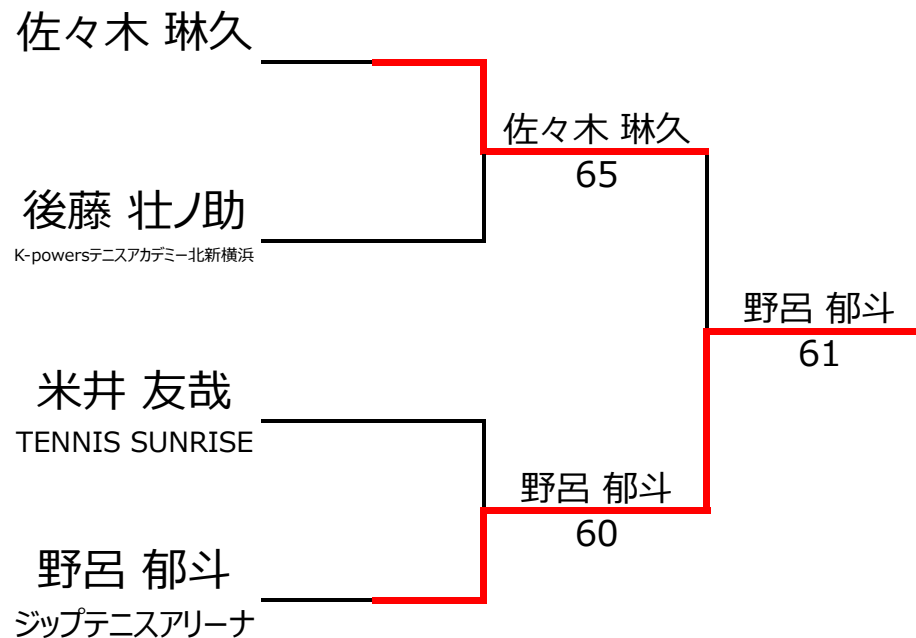 佐々木 琳久
佐々木 琳久
65
後藤 壮ノ助
K-powersテニスアカデミー北新横浜
野呂 郁斗
61
米井 友哉
TENNIS SUNRISE
野呂 郁斗
60
野呂 郁斗
ジップテニスアリーナ